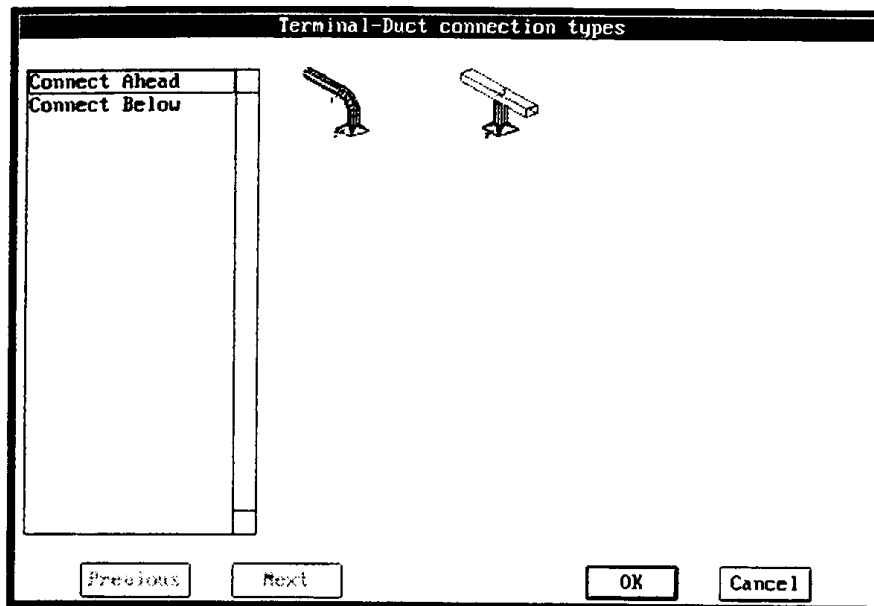 Terminal-Duct connection types
Connect Ahead
Connect Below
Previous
Next
OK
Cancel